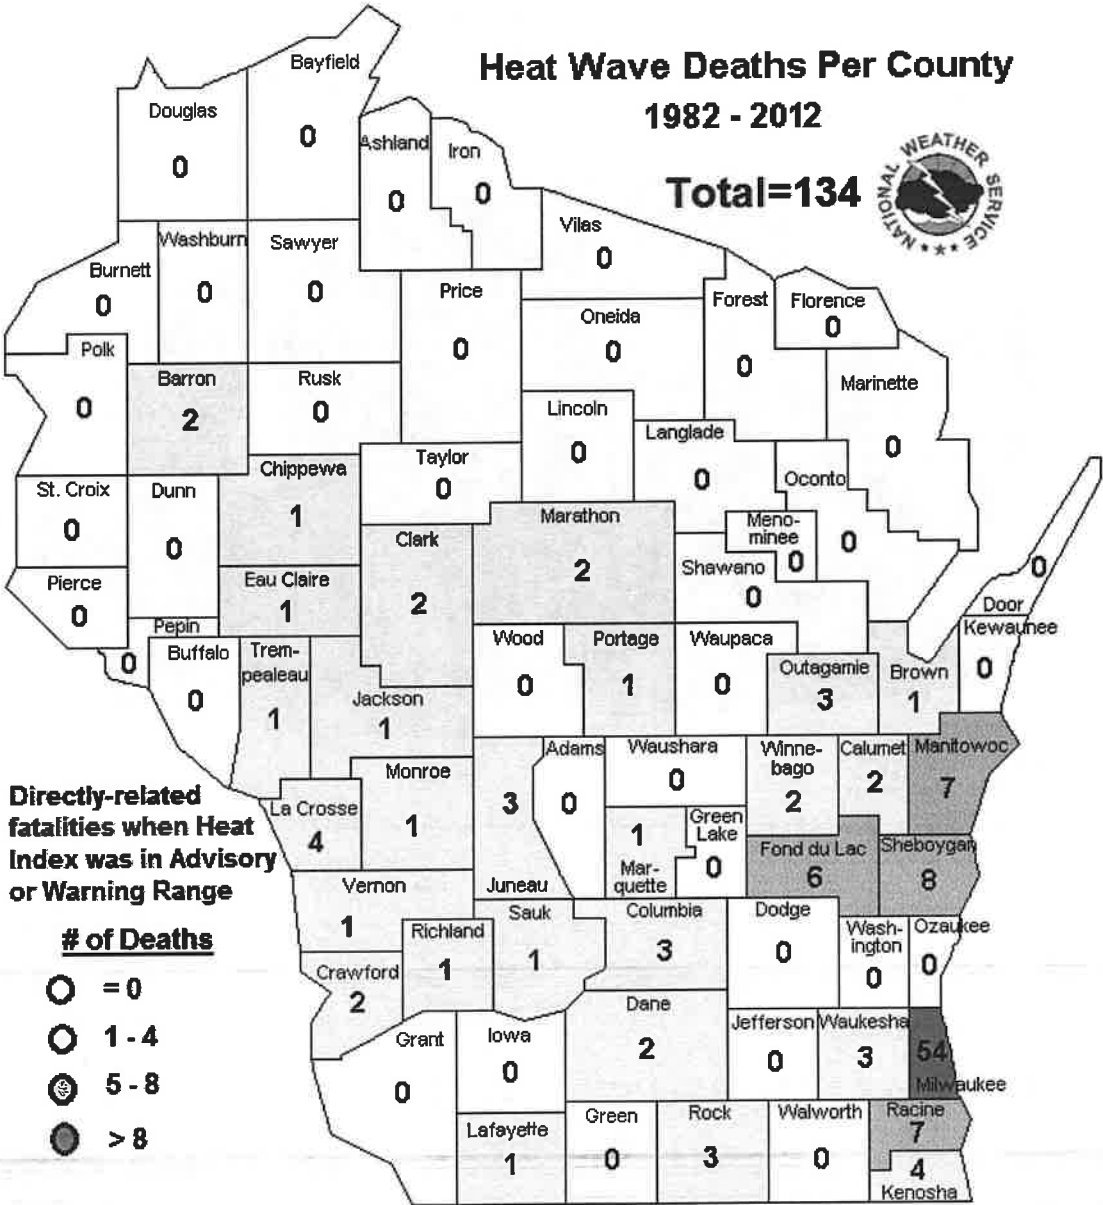 Heat Wave Deaths Per County
1982 - 2012
Total=134
NATIONAL WEATHER SERVICE
Bayfield
0
Douglas
0
Ashland
0
Iron
0
Vilas
0
Washburn
0
Sawyer
0
Burnett
0
Price
0
Oneida
0
Forest
0
Florence
0
Polk
0
Barron
2
Rusk
0
Marinette
0
Lincoln
0
Langlade
0
Taylor
0
Chippewa
1
Oconto
0
St. Croix
0
Dunn
0
Marathon
2
Meno-
minee
0
Clark
2
Shawano
0
Eau Claire
1
Pierce
0
Door
0
Pepin
0
Buffalo
0
Trem-
pealeau
1
Wood
0
Portage
1
Waupaca
0
Outagamie
3
Brown
1
Kewaunee
0
Jackson
1
Adams
0
Waushara
0
Winne-
bago
2
Calumet
2
Manitowoc
7
Monroe
1
La Crosse
4
3
Juneau
1
Mar-
quette
Green
Lake
0
Fond du Lac
6
Sheboygan
8
Vernon
1
Richland
1
Sauk
1
Columbia
3
Dodge
0
Wash-
ington
0
Ozaukee
0
Crawford
2
Grant
0
Iowa
0
Dane
2
Jefferson
0
Waukesha
3
54
Milwaukee
Lafayette
1
Green
0
Rock
3
Walworth
0
Racine
7
4
Kenosha
Directly-related
fatalities when Heat
Index was in Advisory
or Warning Range
# of Deaths
= 0
1 - 4
5 - 8
> 8